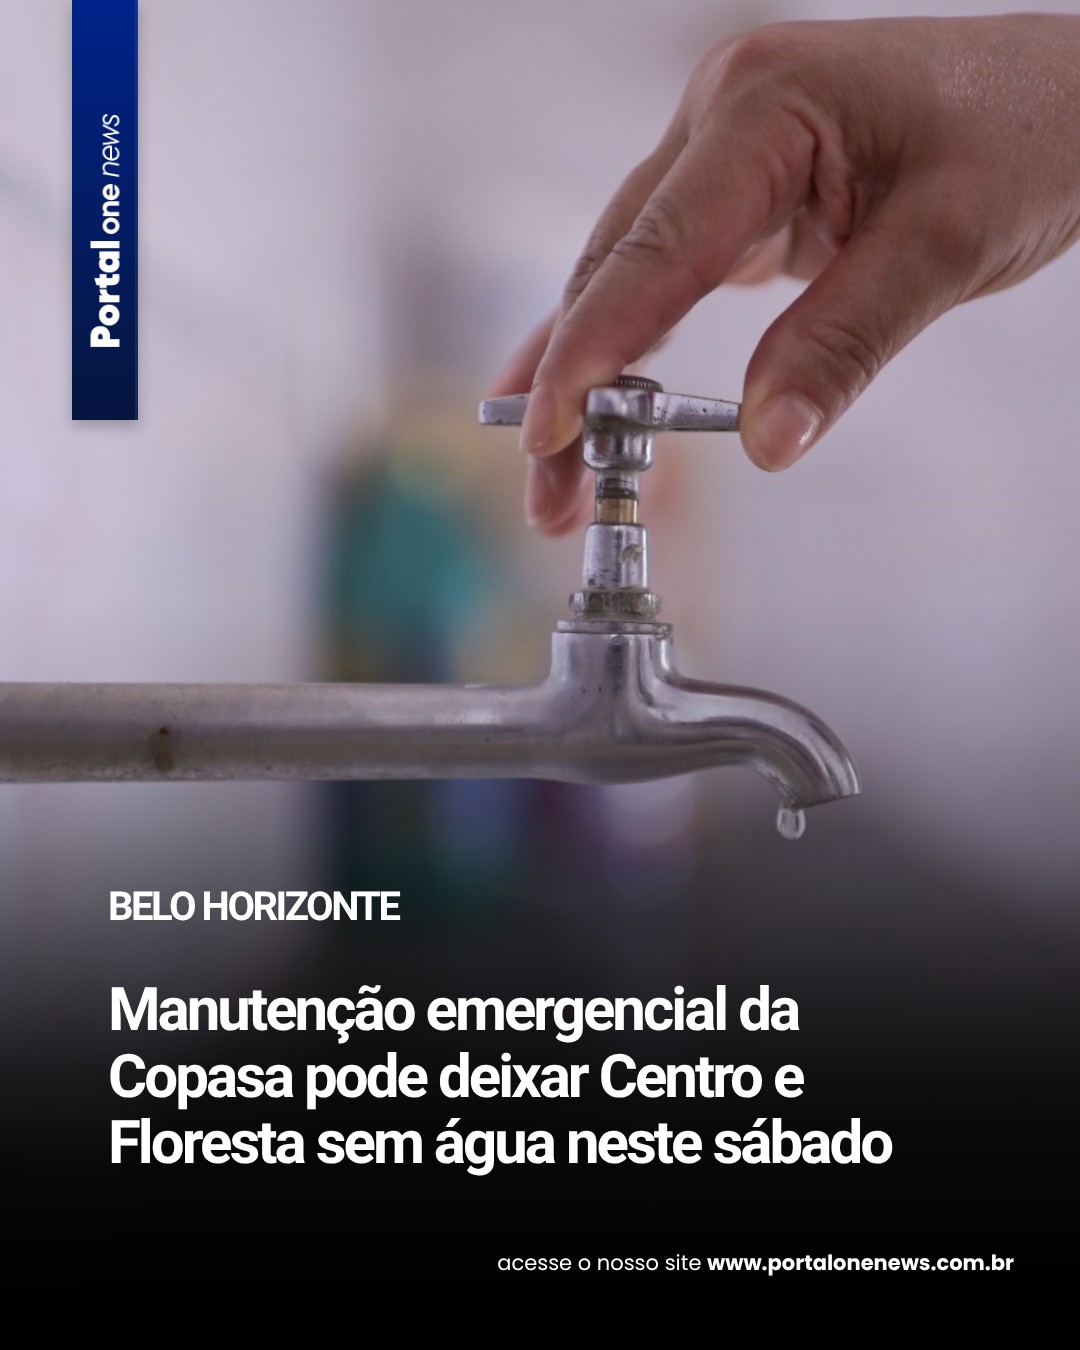 Portal one news
BELO HORIZONTE
Manutenção emergencial da
Copasa pode deixar Centro e
Floresta sem água neste sábado
acesse o nosso site www.portalonenews.com.br